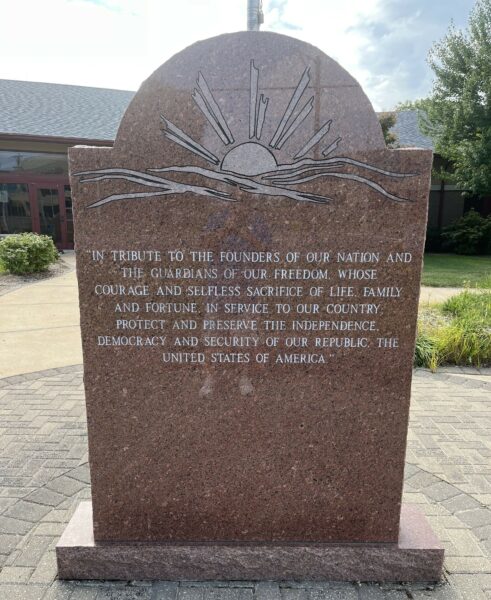 "IN TRIBUTE TO THE FOUNDERS OF OUR NATION AND
THE GUARDIANS OF OUR FREEDOM, WHOSE
COURAGE AND SELFLESS SACRIFICE OF LIFE, FAMILY
AND FORTUNE, IN SERVICE TO OUR COUNTRY,
PROTECT AND PRESERVE THE INDEPENDENCE,
DEMOCRACY AND SECURITY OF OUR REPUBLIC, THE
UNITED STATES OF AMERICA."